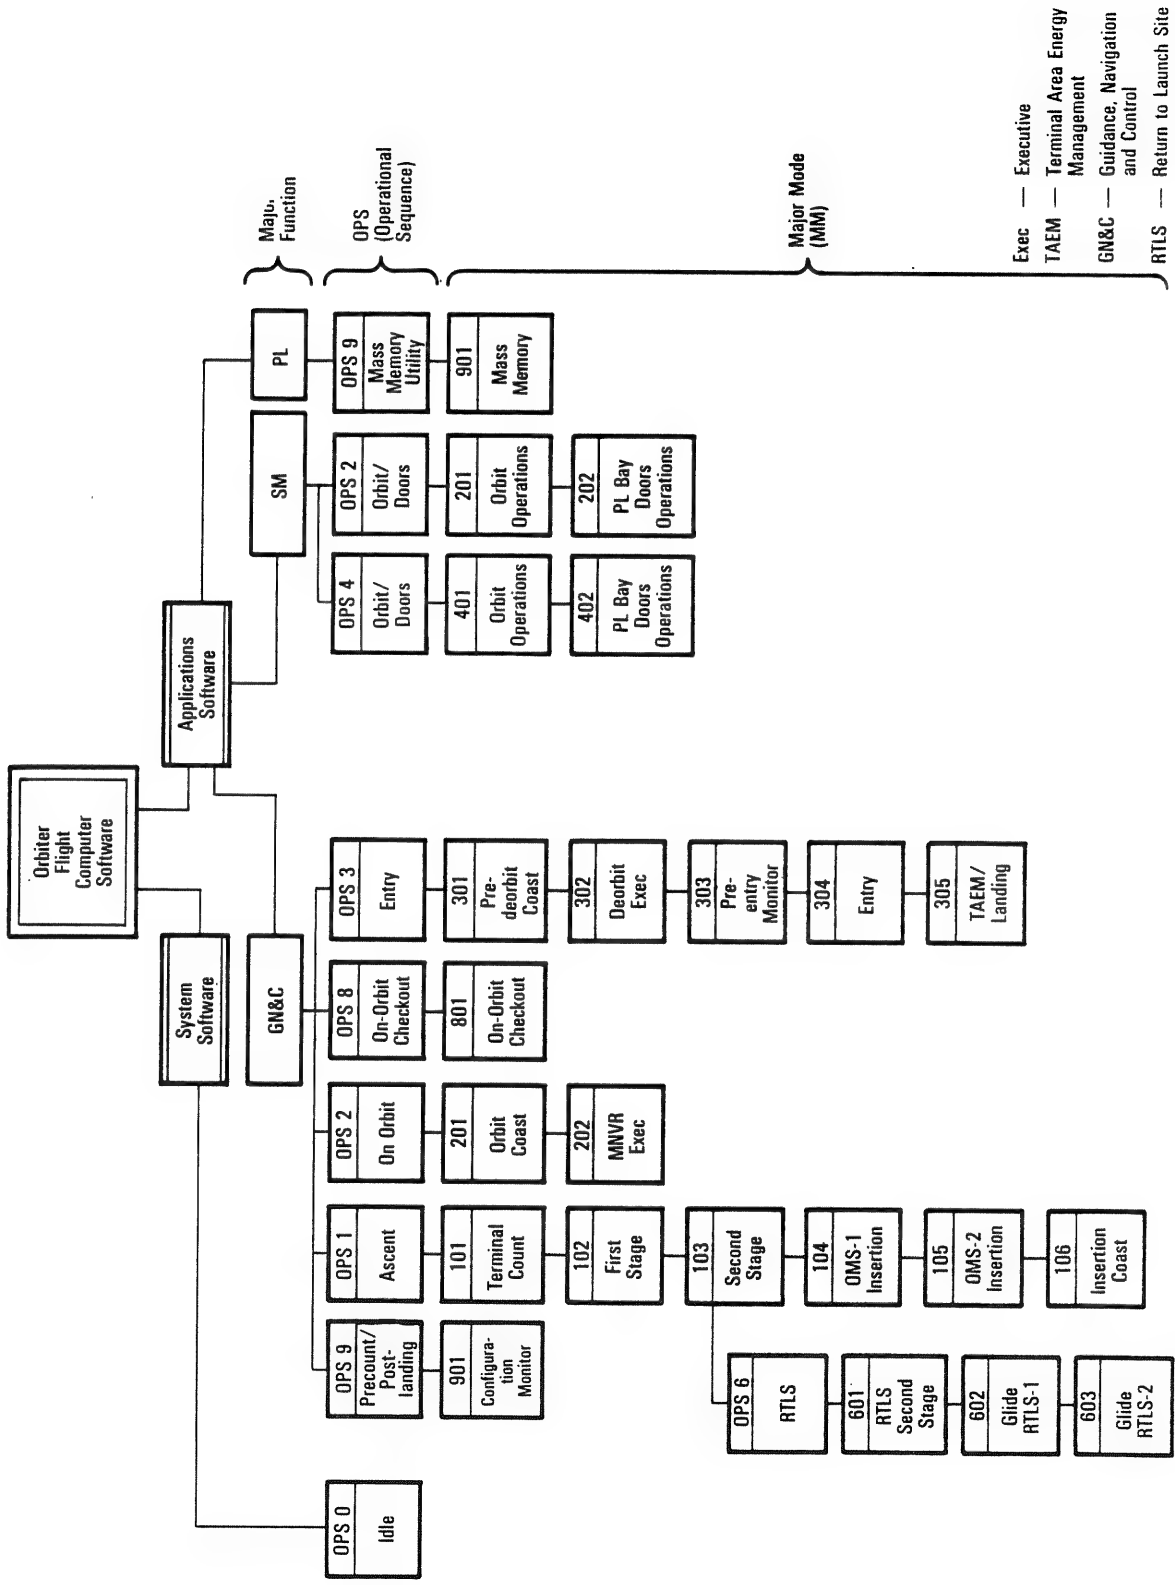 Orbiter
Flight
Computer
Software
System
Software
Applications
Software
GN&C
SM
PL
Major
Function
OPS 0
Idle
OPS 9
Precount/
Post-
landing
OPS 1
Ascent
OPS 2
On Orbit
OPS 8
On-Orbit
Checkout
OPS 3
Entry
OPS 4
Orbit/
Doors
OPS 2
Orbit/
Doors
OPS 9
Mass
Memory
Utility
OPS
(Operational
Sequence)
901
Configura-
tion
Monitor
101
Terminal
Count
201
Orbit
Coast
801
On-Orbit
Checkout
301
Pre-
deorbit
Coast
401
Orbit
Operations
201
Orbit
Operations
901
Mass
Memory
102
First
Stage
202
MNVR
Exec
302
Deorbit
Exec
402
PL Bay
Doors
Operations
202
PL Bay
Doors
Operations
103
Second
Stage
303
Pre-
entry
Monitor
OPS 6
RTLS
104
OMS-1
Insertion
304
Entry
Major Mode
(MM)
601
RTLS
Second
Stage
105
OMS-2
Insertion
305
TAEM/
Landing
602
Glide
RTLS-1
106
Insertion
Coast
603
Glide
RTLS-2
Exec — Executive
TAEM — Terminal Area Energy
Management
GN&C — Guidance, Navigation
and Control
RTLS — Return to Launch Site